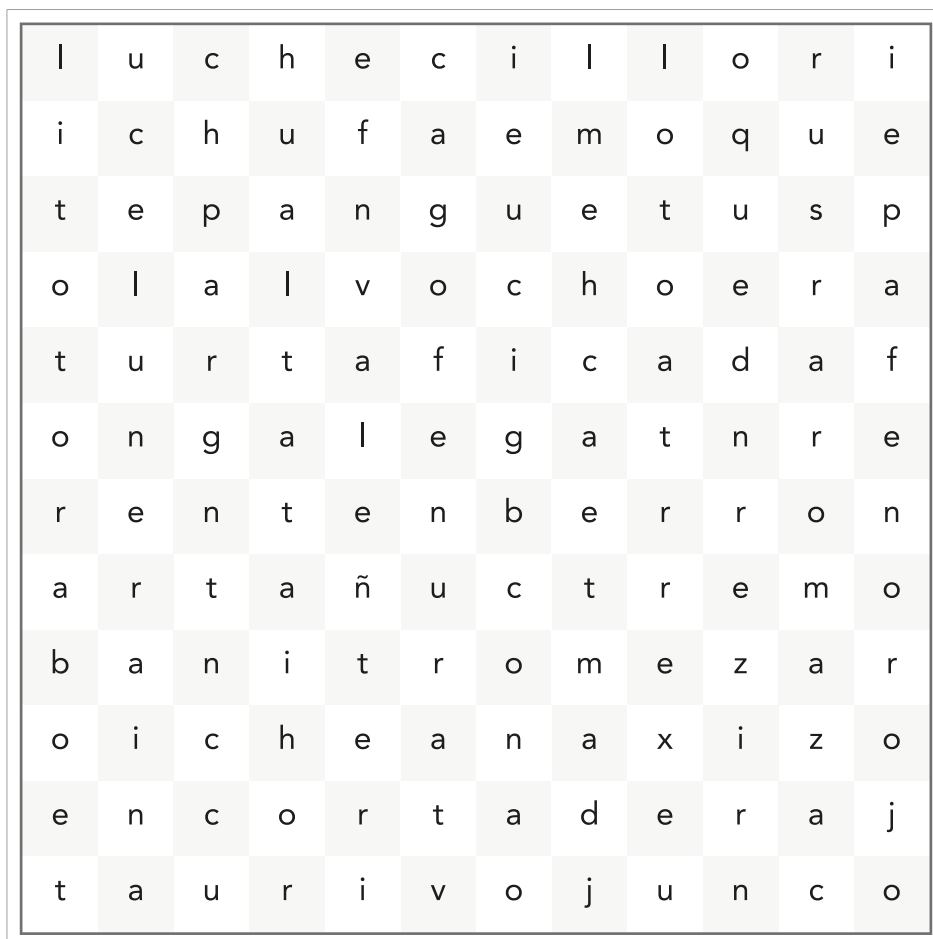 l u c h e c i l l o r i
i c h u f a e m o q u e
t e p a n g u e t u s p
o l a l v o c h o e r a
t u r t a f i c a d a f
o n g a l e g a t n r e
r e n t e n b e r r o n
a r t a ñ u c t r e m o
b a n i t r o m e z a r
o i c h e a n a x i z o
e n c o r t a d e r a j
t a u r i v o j u n c o